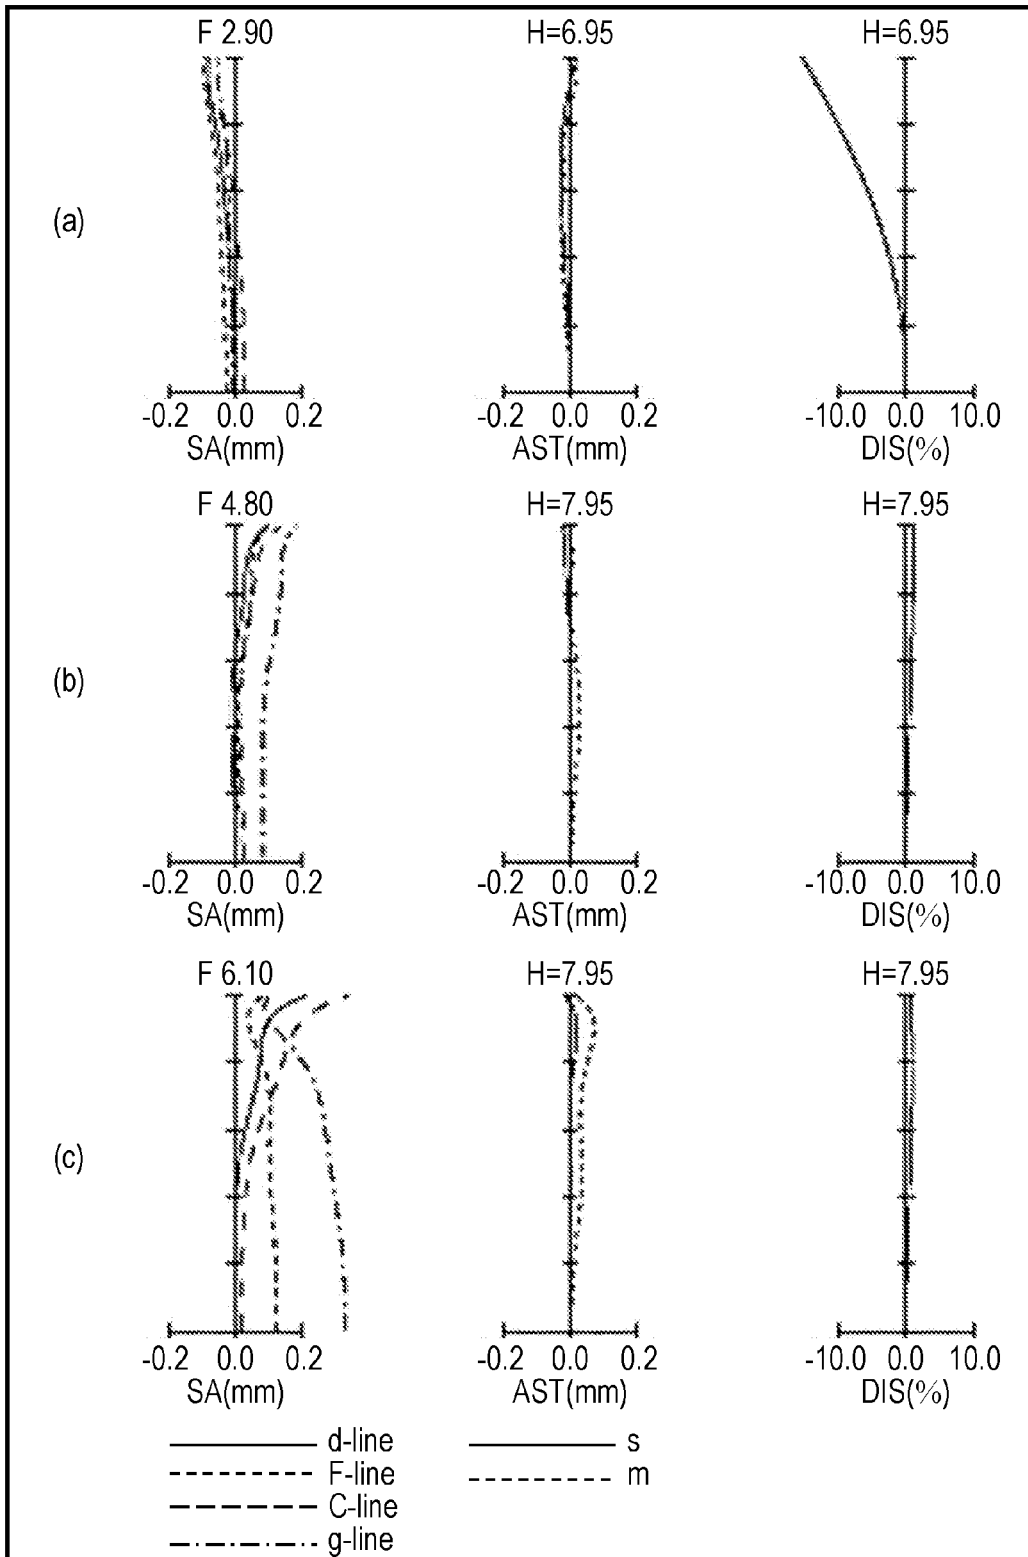 F 2.90 H=6.95 H=6.95
(a)
-0.2 0.0 0.2 -0.2 0.0 0.2 -10.0 0.0 10.0
SA(mm) AST(mm) DIS(%)
F 4.80 H=7.95 H=7.95
(b)
-0.2 0.0 0.2 -0.2 0.0 0.2 -10.0 0.0 10.0
SA(mm) AST(mm) DIS(%)
F 6.10 H=7.95 H=7.95
(c)
-0.2 0.0 0.2 -0.2 0.0 0.2 -10.0 0.0 10.0
SA(mm) AST(mm) DIS(%)
d-line s
F-line m
C-line
g-line